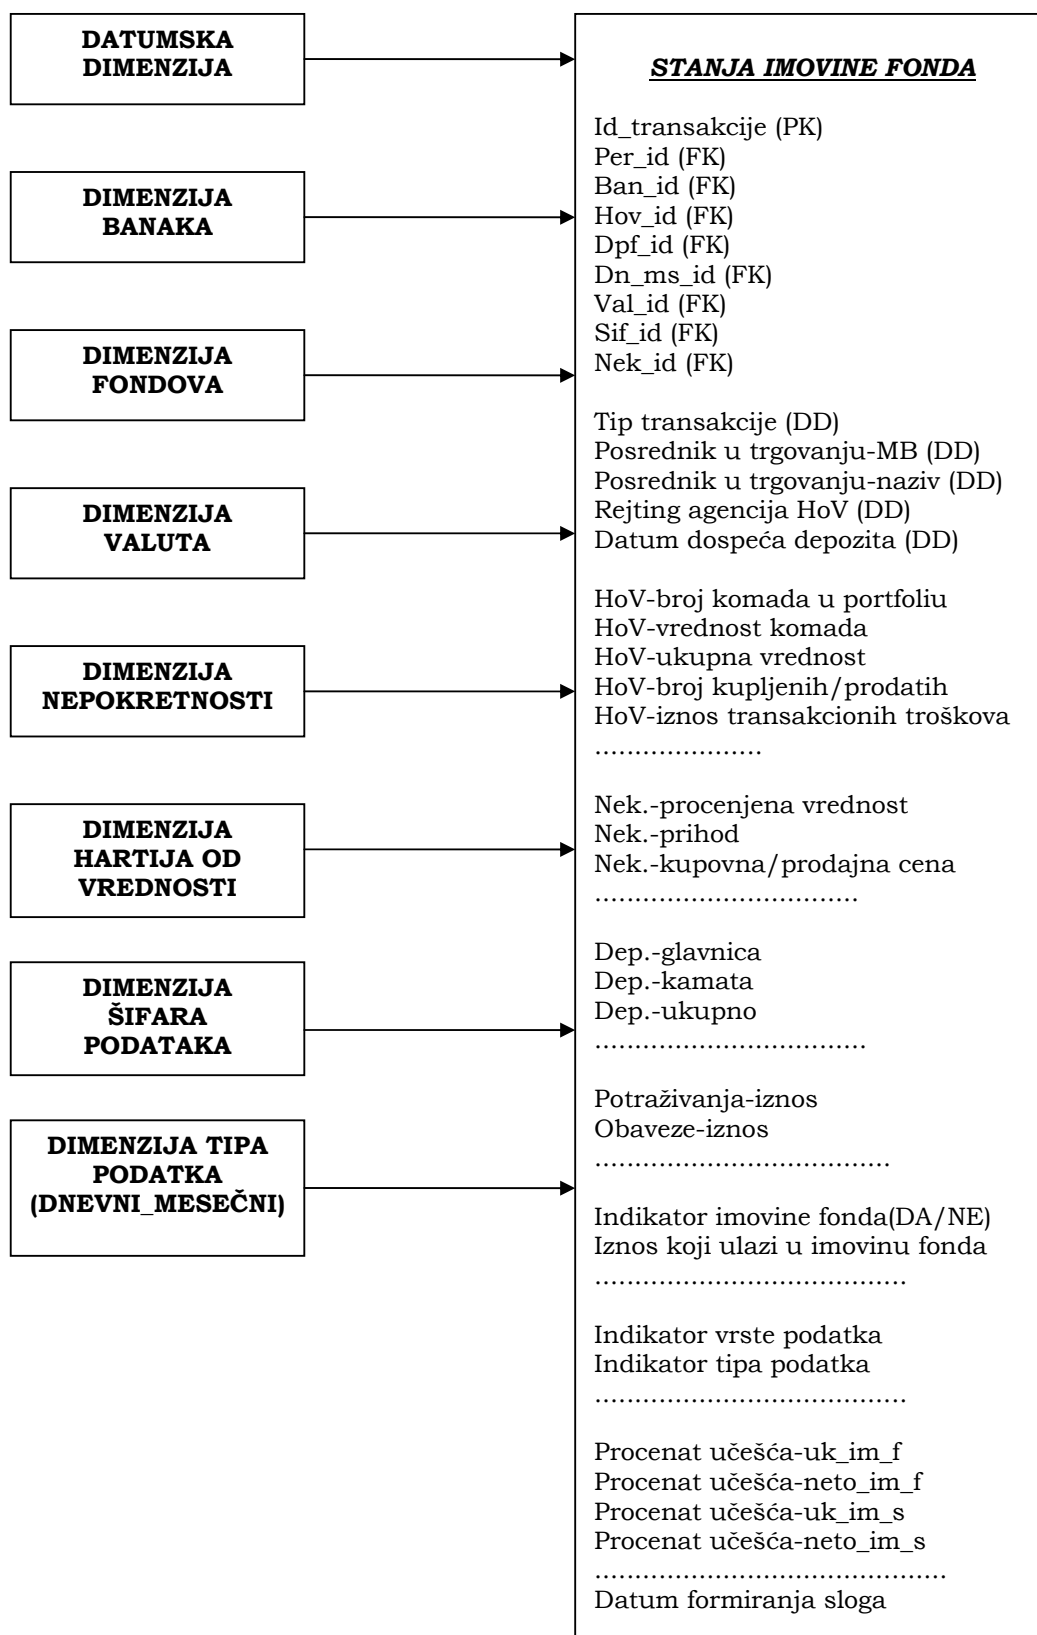 DATUMSKA
DIMENZIJA
DIMENZIJA
BANAKA
DIMENZIJA
FONDOVA
DIMENZIJA
VALUTA
DIMENZIJA
NEPOKRETNOSTI
DIMENZIJA
HARTIJA OD
VREDNOSTI
DIMENZIJA
ŠIFARA
PODATAKA
DIMENZIJA TIPA
PODATKA
(DNEVNI_MESEČNI)
STANJA IMOVINE FONDA
Id_transakcije (PK)
Per_id (FK)
Ban_id (FK)
Hov_id (FK)
Dpf_id (FK)
Dn_ms_id (FK)
Val_id (FK)
Sif_id (FK)
Nek_id (FK)
Tip transakcije (DD)
Posrednik u trgovanju-MB (DD)
Posrednik u trgovanju-naziv (DD)
Rejting agencija HoV (DD)
Datum dospeća depozita (DD)
HoV-broj komada u portfoliu
HoV-vrednost komada
HoV-ukupna vrednost
HoV-broj kupljenih/prodatih
HoV-iznos transakcionih troškova
.....................
Nek.-procenjena vrednost
Nek.-prihod
Nek.-kupovna/prodajna cena
.................................
Dep.-glavnica
Dep.-kamata
Dep.-ukupno
..................................
Potraživanja-iznos
Obaveze-iznos
.....................................
Indikator imovine fonda(DA/NE)
Iznos koji ulazi u imovinu fonda
.......................................
Indikator vrste podatka
Indikator tipa podatka
.......................................
Procenat učešća-uk_im_f
Procenat učešća-neto_im_f
Procenat učešća-uk_im_s
Procenat učešća-neto_im_s
............................................
Datum formiranja sloga